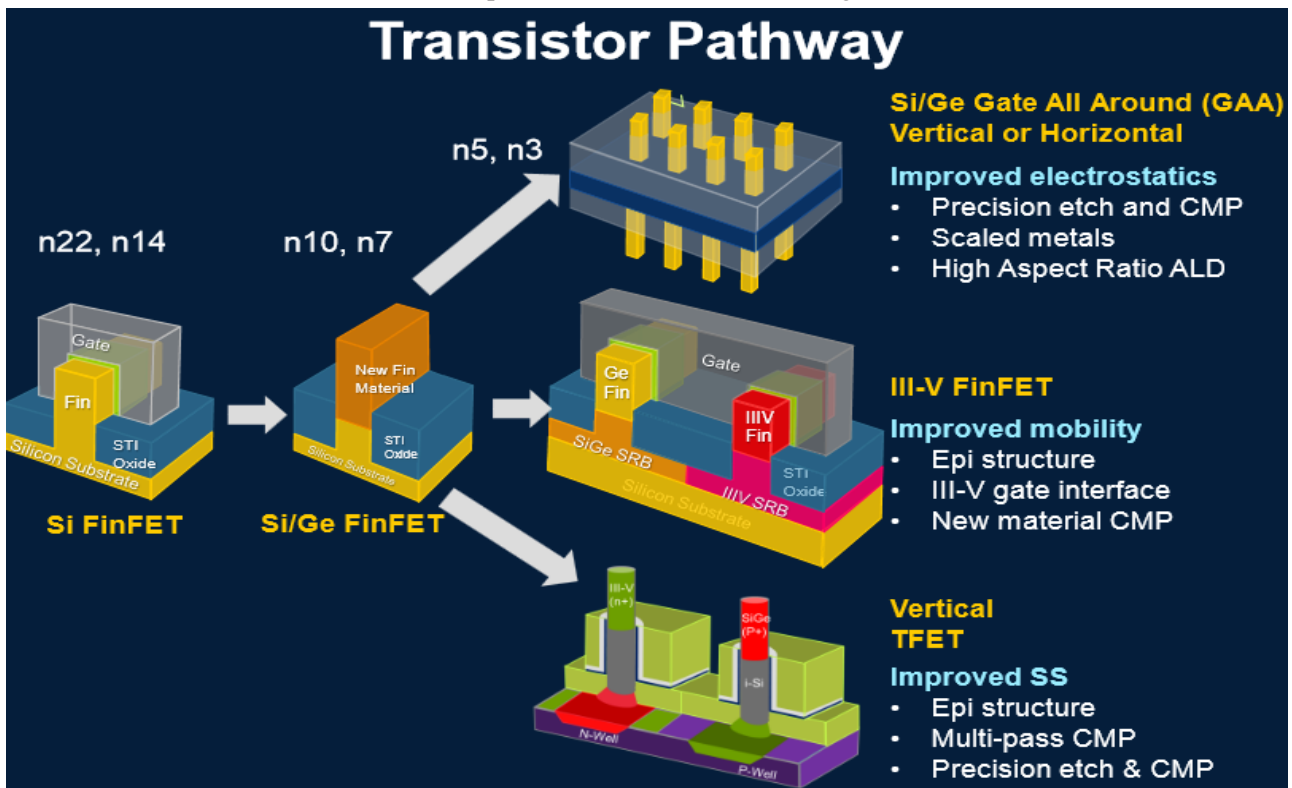 Transistor Pathway
n22, n14
n10, n7
n5, n3
Gate
Fin
STI
Oxide
Silicon Substrate
Si FinFET
New Fin
Material
STI
Oxide
Silicon Substrate
Si/Ge FinFET
Si/Ge Gate All Around (GAA)
Vertical or Horizontal
Improved electrostatics
• Precision etch and CMP
• Scaled metals
• High Aspect Ratio ALD
Ge
Fin
Gate
IIIV
Fin
STI
Oxide
SiGe SRB
IIIV SRB
Silicon Substrate
III-V FinFET
Improved mobility
• Epi structure
• III-V gate interface
• New material CMP
III-V
(n+)
SiGe
(P+)
i-Si
N-Well
P-Well
Vertical
TFET
Improved SS
• Epi structure
• Multi-pass CMP
• Precision etch & CMP